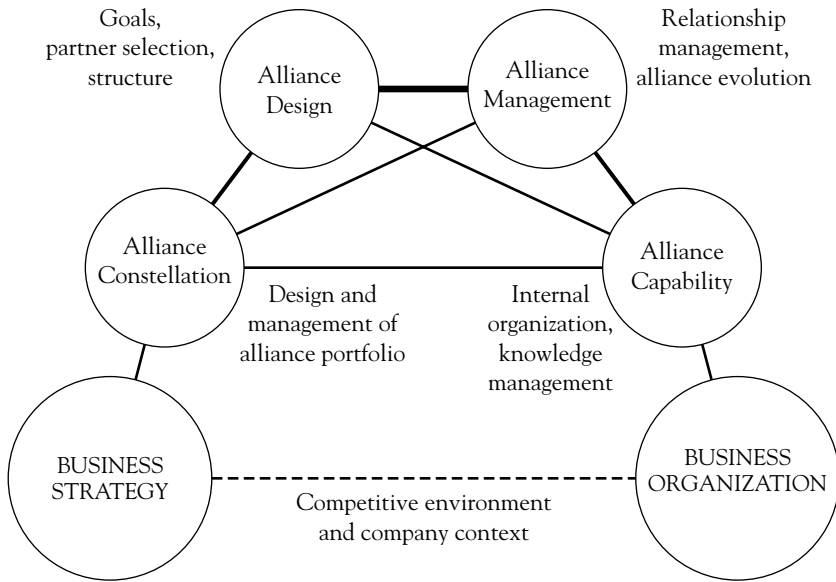 Goals,
partner selection,
structure
Alliance
Design
Alliance
Management
Relationship
management,
alliance evolution
Alliance
Constellation
Alliance
Capability
Design and
management of
alliance portfolio
Internal
organization,
knowledge
management
BUSINESS
STRATEGY
BUSINESS
ORGANIZATION
Competitive environment
and company context